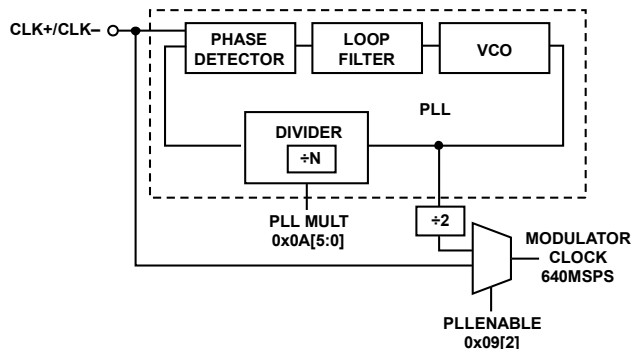 CLK+/CLK–
PHASE
DETECTOR
LOOP
FILTER
VCO
PLL
DIVIDER
÷N
PLL MULT
0x0A[5:0]
÷2
MODULATOR
CLOCK
640MSPS
PLLENABLE
0x09[2]